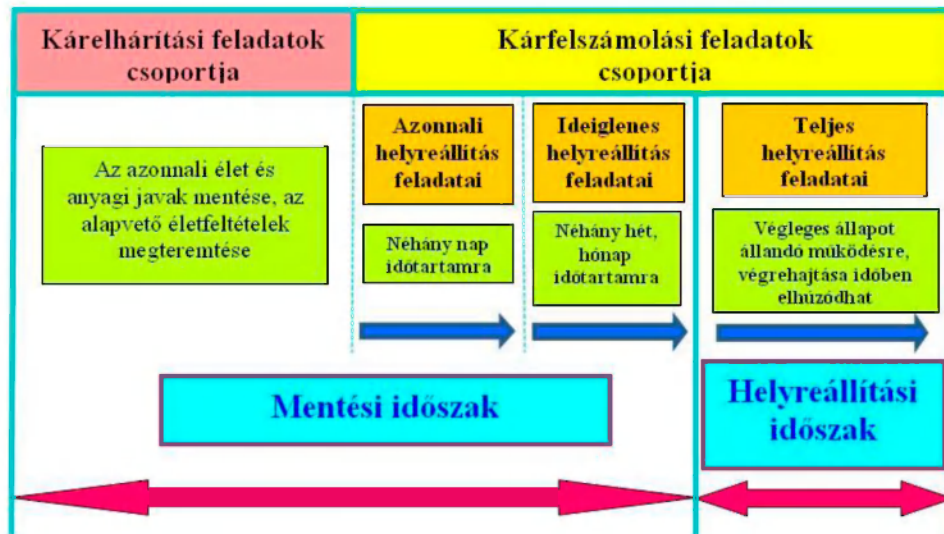 Kárelhárítási feladatok
csoportja
Kárfelszámolási feladatok
csoportja
Az azonnali élet és
anyagi javak mentése, az
alapvető életfeltételek
megteremtése
Azonnali
helyreállítás
feladatai
Ideiglenes
helyreállítás
feladatai
Teljes
helyreállítás
feladatai
Néhány nap
időtartamra
Néhány hét,
hónap
időtartamra
Végleges állapot
állandó működésre,
végrehajtása időben
elhúzódhat
Mentési időszak
Helyreállítási
időszak